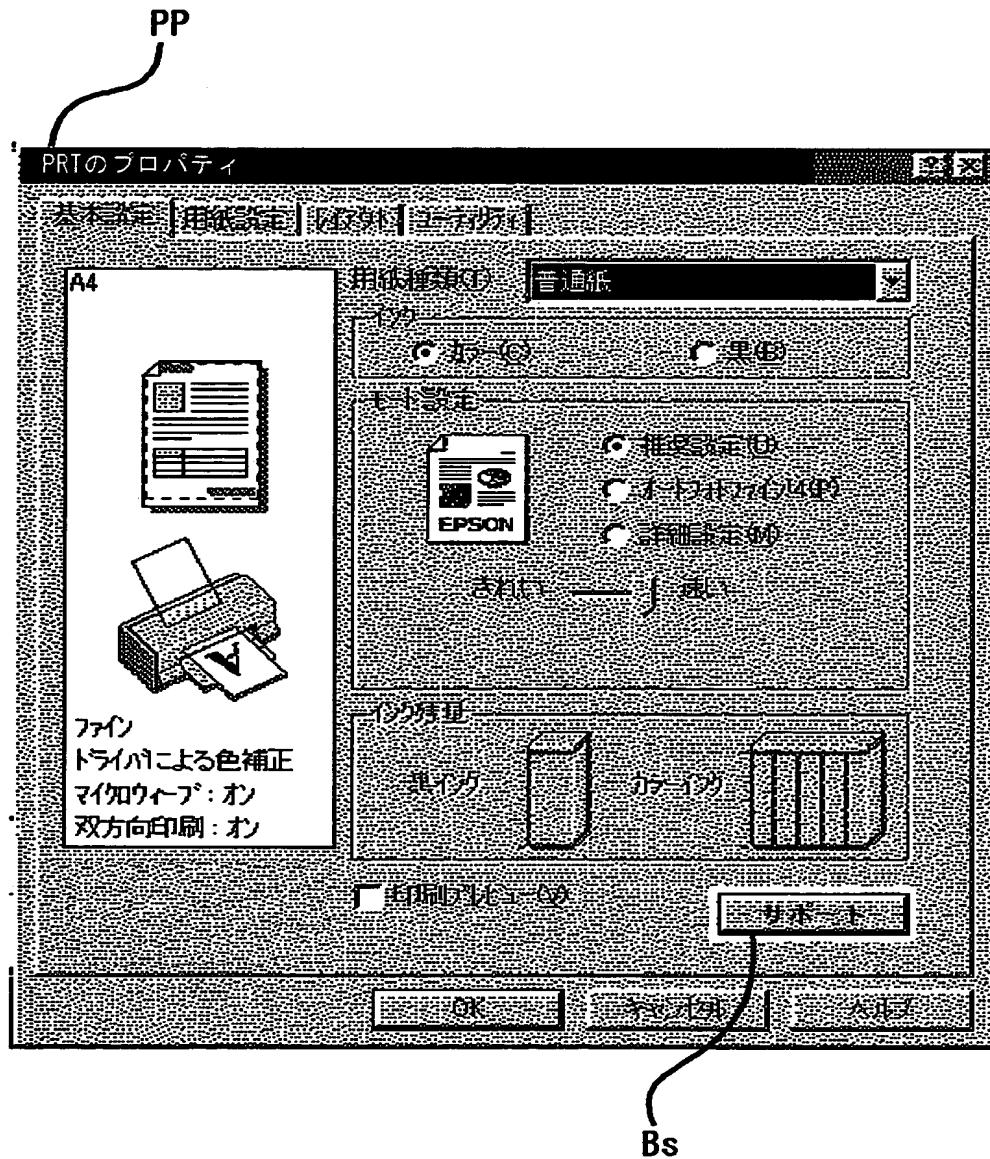 PP
PRTのプロパティ
基本設定 用紙設定 レイアウト ユーティリティ
A4
用紙種類(E) 普通紙
インク
カラー(C) 黒(B)
モード設定
推奨設定(U)
EPSON
オートフォトファイン!4(P)
詳細設定(M)
きれい 速い
インク残量
黒インク カラーインク
ファイン
ドライバによる色補正
マイクロウィーブ:オン
双方向印刷:オン
印刷プレビュー(V)
サポート
OK キャンセル ヘルプ
Bs